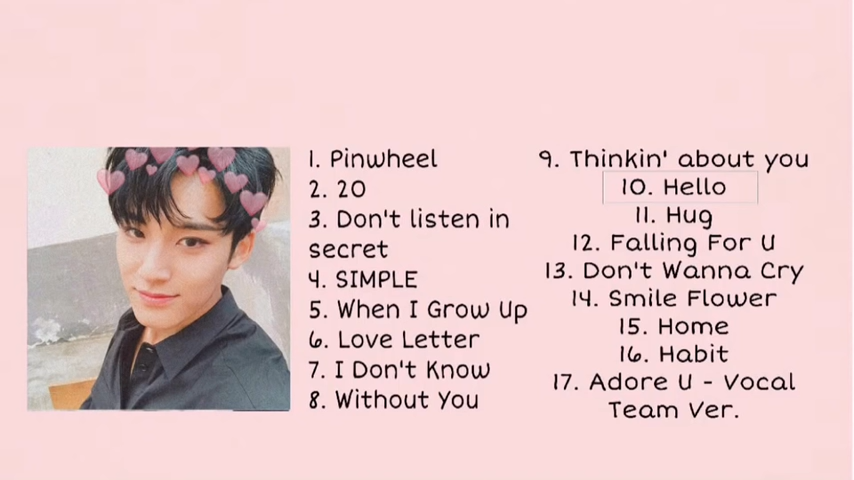 1. Pinwheel
2. 20
3. Don't listen in
secret
4. SIMPLE
5. When I Grow Up
6. Love Letter
7. I Don't Know
8. Without You
9. Thinkin' about you
10. Hello
11. Hug
12. Falling For U
13. Don't Wanna Cry
14. Smile Flower
15. Home
16. Habit
17. Adore U - Vocal
Team Ver.